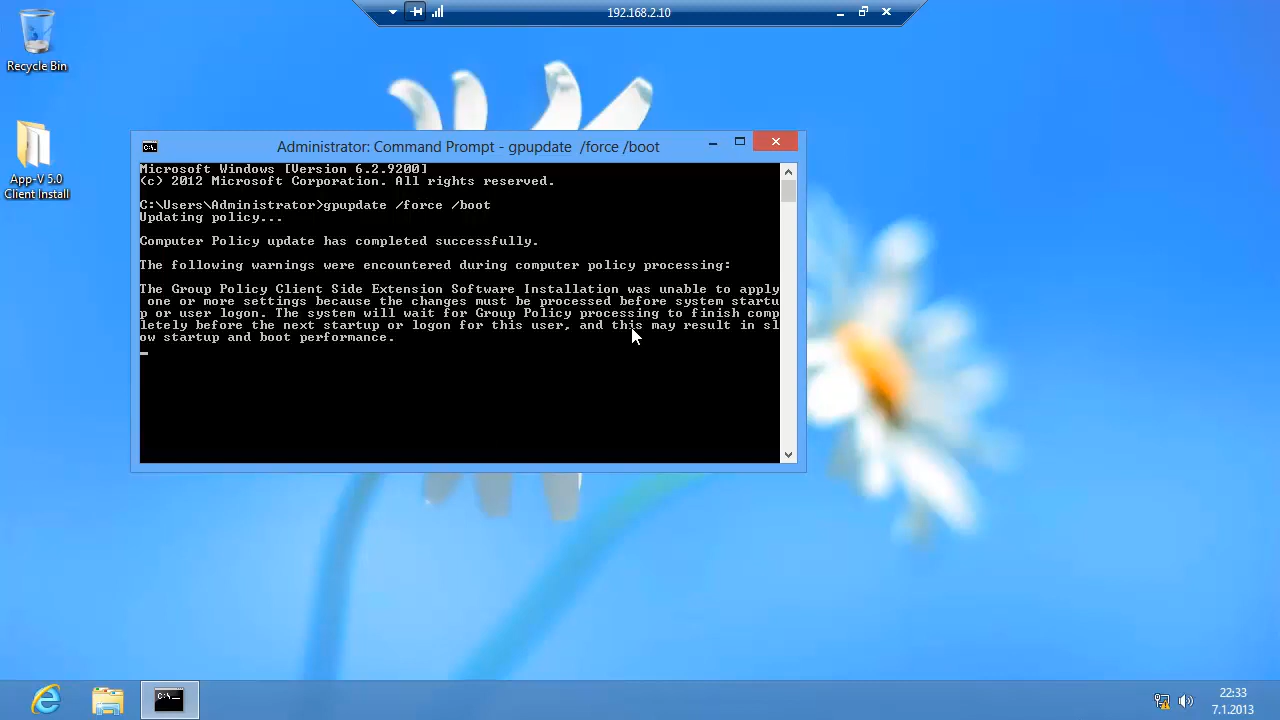 192.168.2.10
Recycle Bin
App-V 5.0
Client Install
Administrator: Command Prompt - gpupdate  /force /boot
Microsoft Windows [Version 6.2.9200]
(c) 2012 Microsoft Corporation. All rights reserved.
C:\Users\Administrator>gpupdate /force /boot
Updating policy...
Computer Policy update has completed successfully.
The following warnings were encountered during computer policy processing:
The Group Policy Client Side Extension Software Installation was unable to apply
one or more settings because the changes must be processed before system startu
p or user logon. The system will wait for Group Policy processing to finish comp
letely before the next startup or logon for this user, and this may result in sl
ow startup and boot performance.
C:\_
22:33
7.1.2013